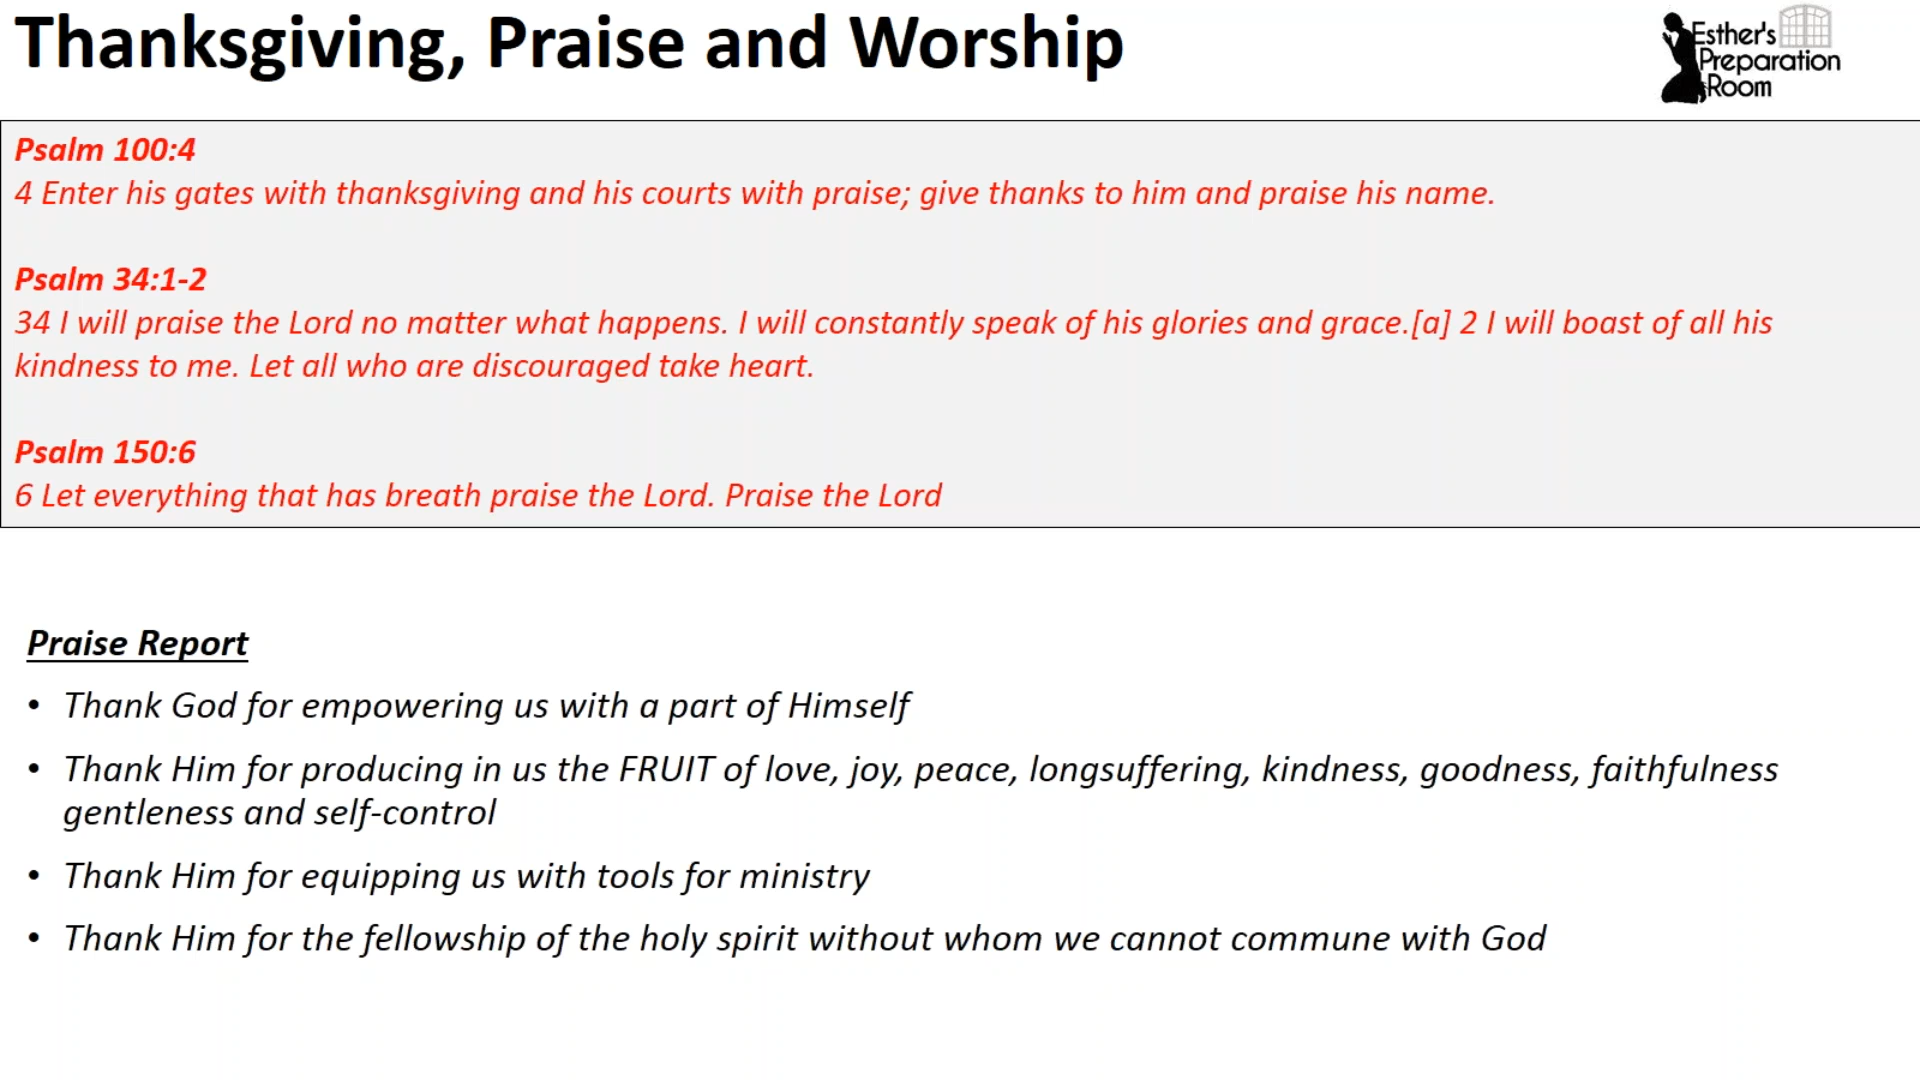 Thanksgiving, Praise and Worship
Esther's
Preparation
Room
Psalm 100:4
4 Enter his gates with thanksgiving and his courts with praise; give thanks to him and praise his name.
Psalm 34:1-2
34 I will praise the Lord no matter what happens. I will constantly speak of his glories and grace.[a] 2 I will boast of all his
kindness to me. Let all who are discouraged take heart.
Psalm 150:6
6 Let everything that has breath praise the Lord. Praise the Lord
Praise Report
• Thank God for empowering us with a part of Himself
• Thank Him for producing in us the FRUIT of love, joy, peace, longsuffering, kindness, goodness, faithfulness
gentleness and self-control
• Thank Him for equipping us with tools for ministry
• Thank Him for the fellowship of the holy spirit without whom we cannot commune with God